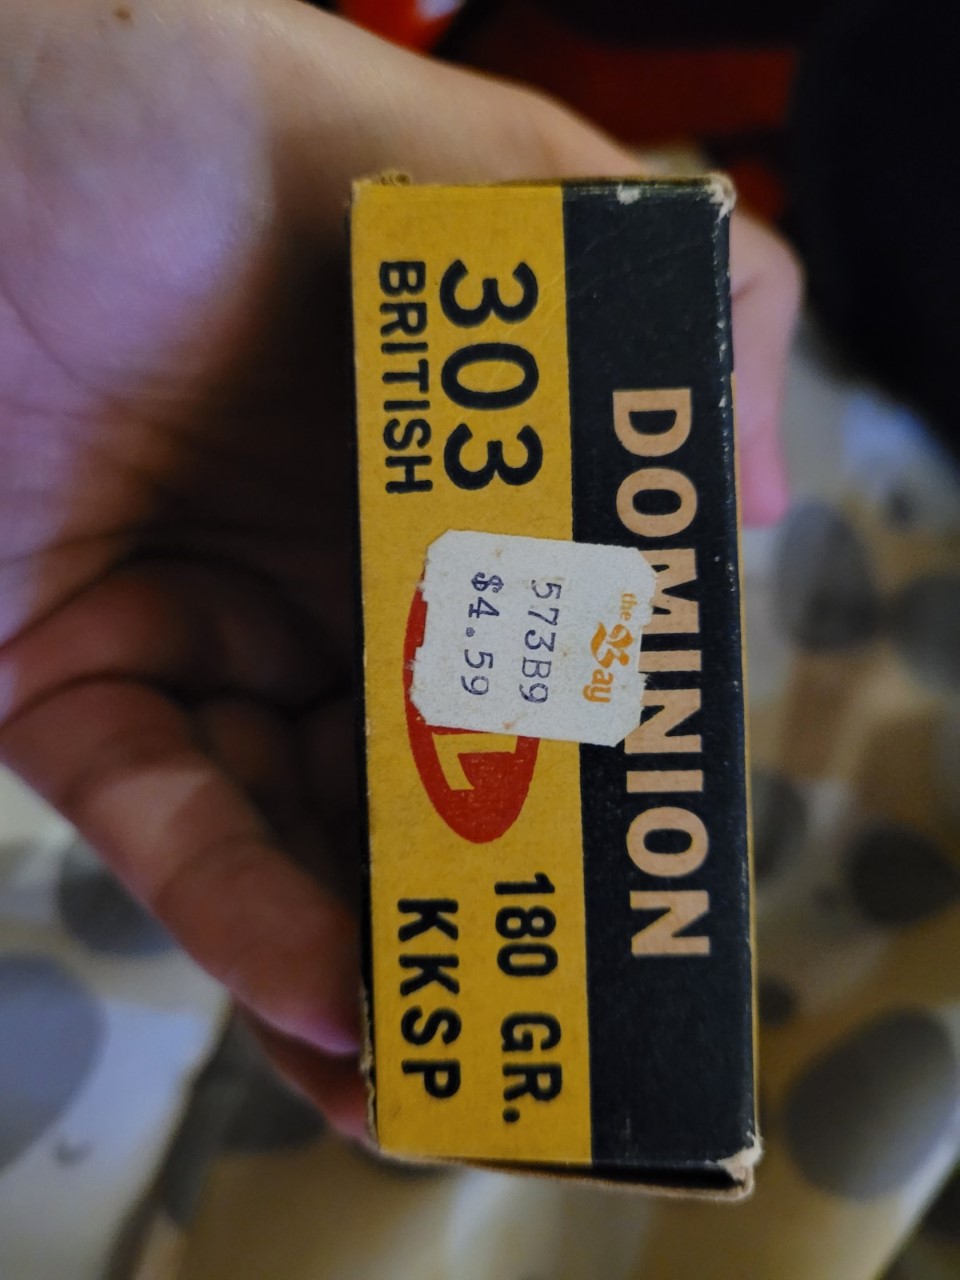 DOMINION
303
BRITISH
the Bay
573B9
$4.59
180 GR.
KKSP